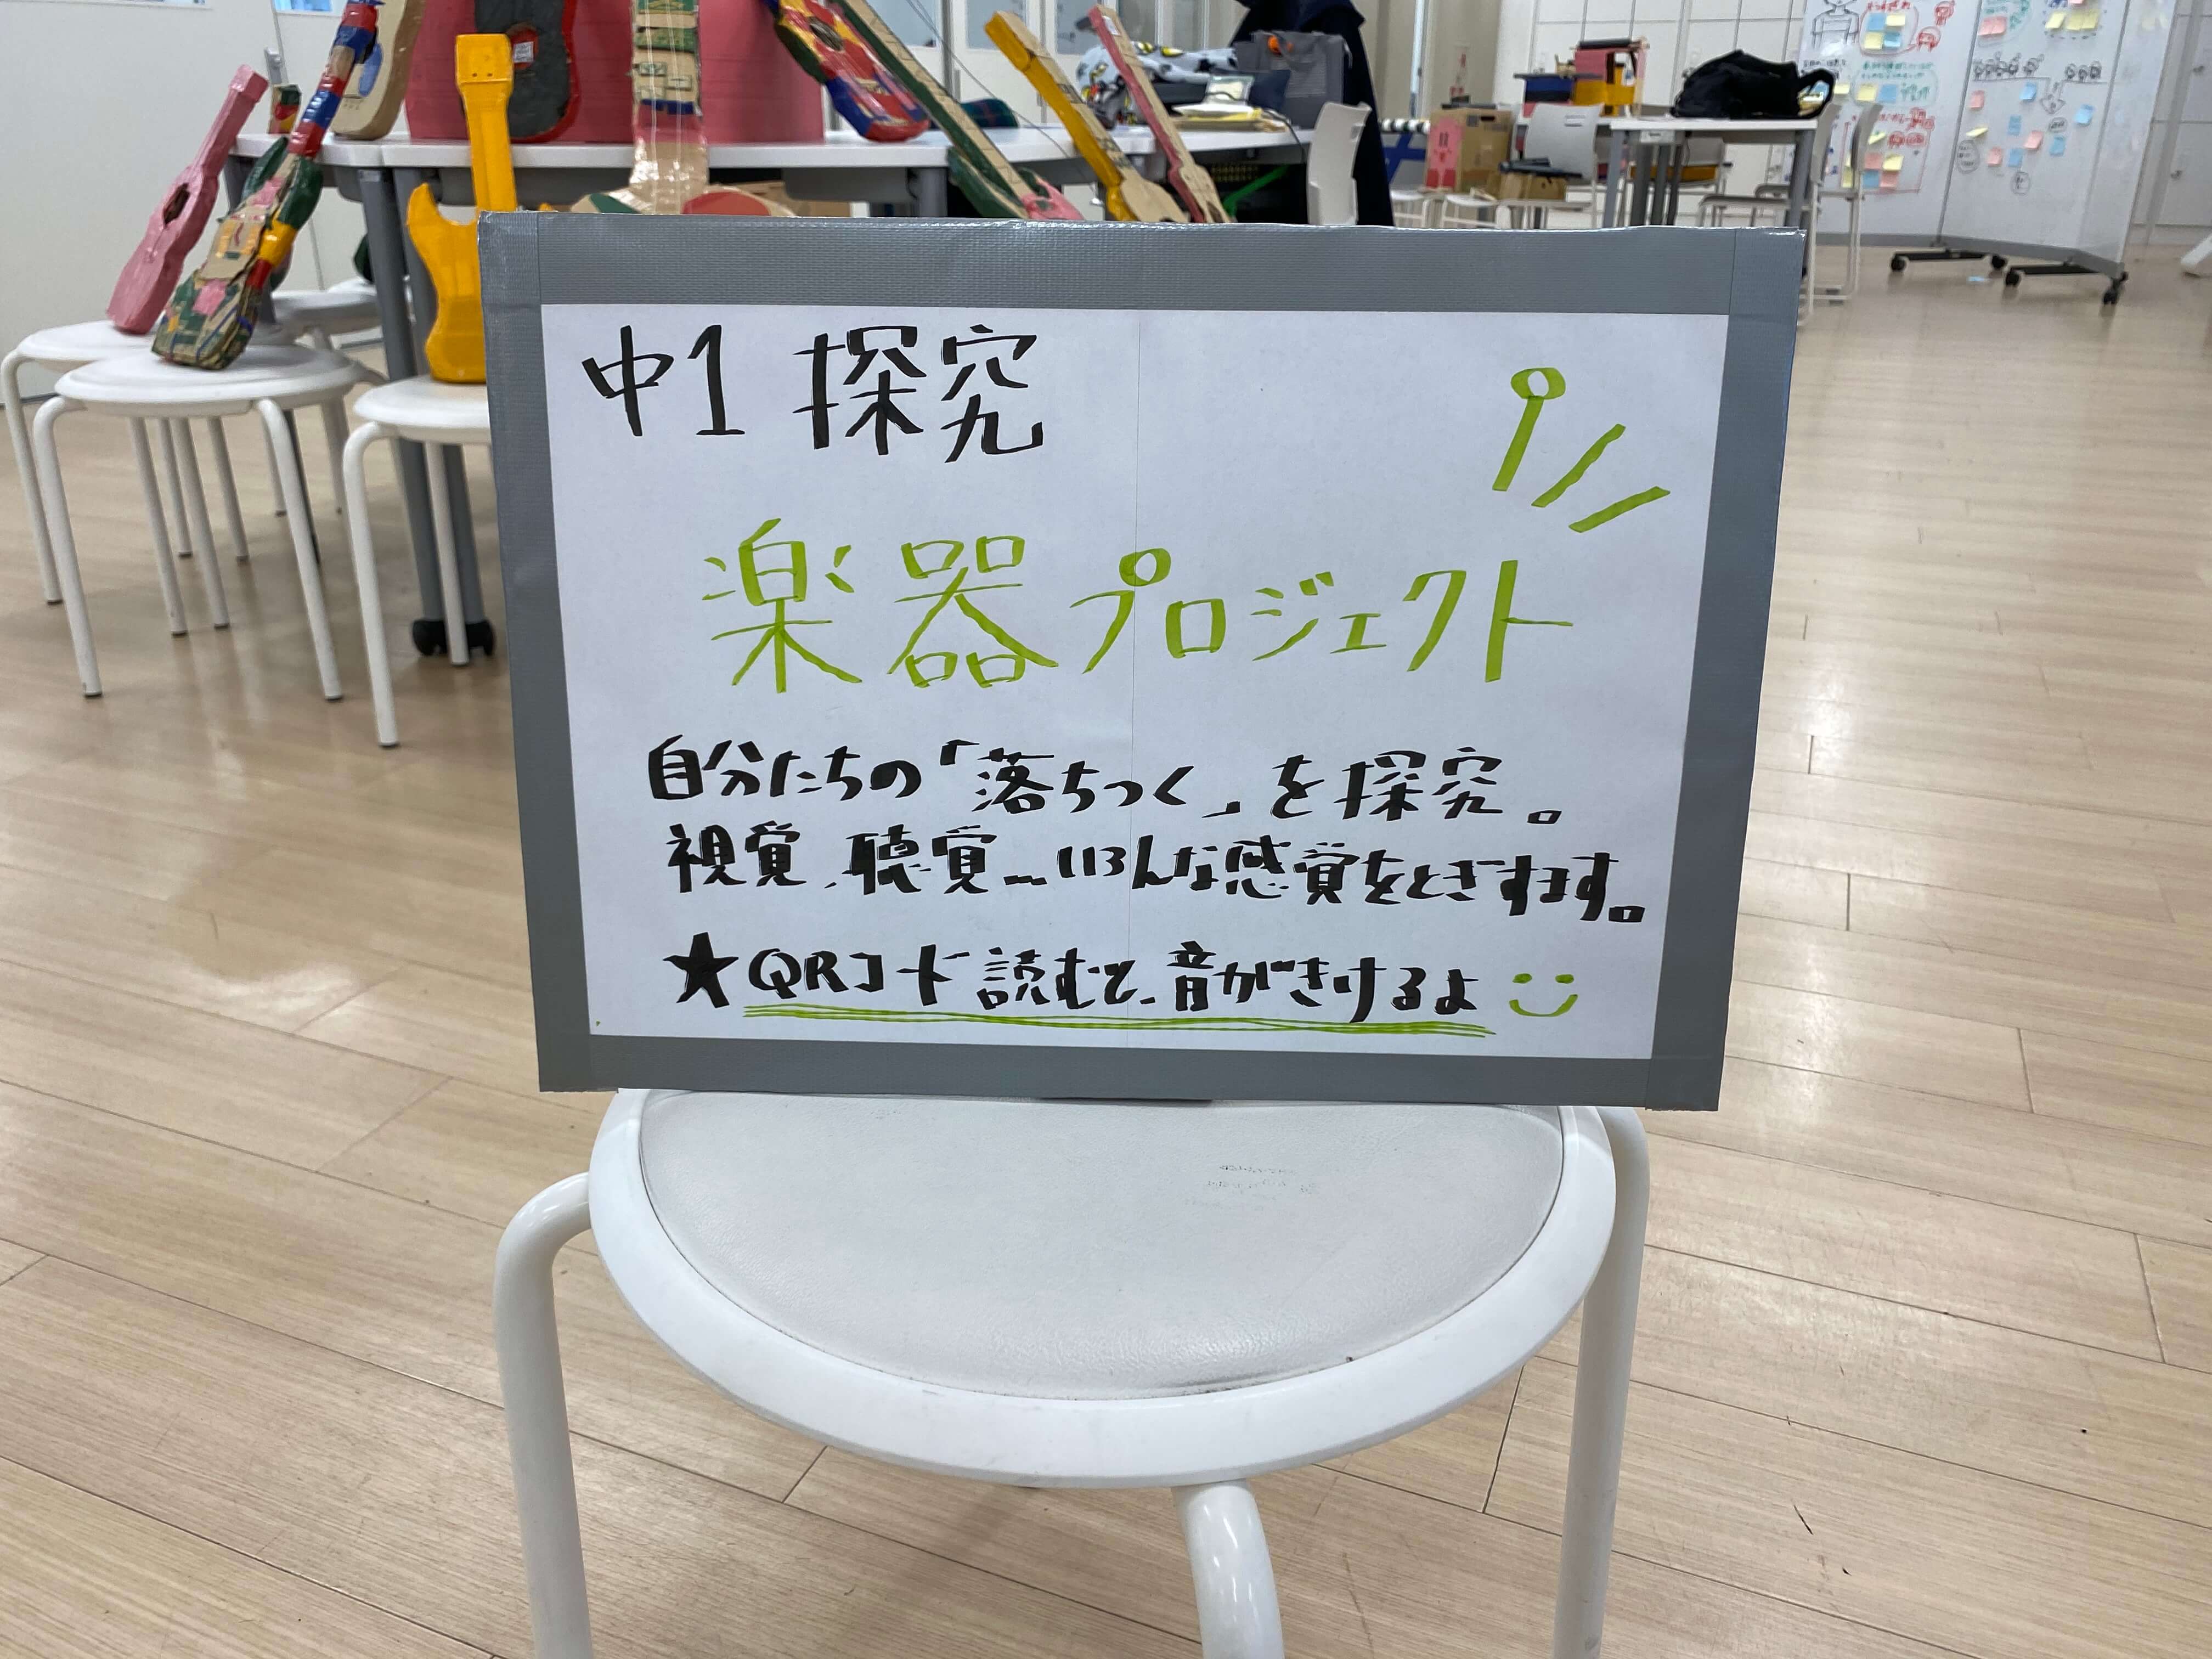 中1 探究
楽器プロジェクト
自分たちの「落ちつく」を探究。
視覚、聴覚…いろんな感覚をとぎすます。
★QRコード読むと、音がきけるよ